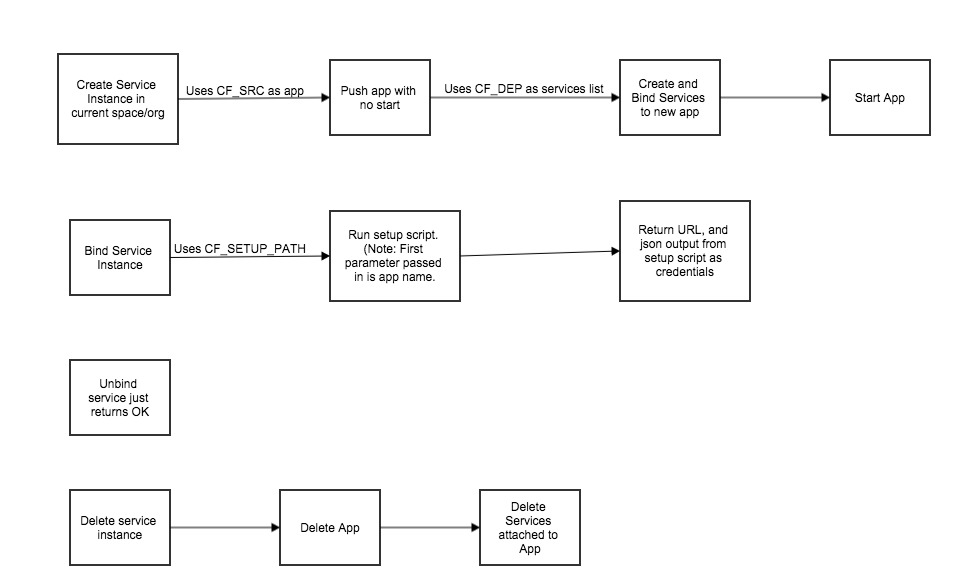 Create Service
Instance in
current space/org
Uses CF_SRC as app
Push app with
no start
Uses CF_DEP as services list
Create and
Bind Services
to new app
Start App
Bind Service
Instance
Uses CF_SETUP_PATH
Run setup script.
(Note: First
parameter passed
in is app name.
Return URL, and
json output from
setup script as
credentials
Unbind
service just
returns OK
Delete service
instance
Delete App
Delete
Services
attached to
App